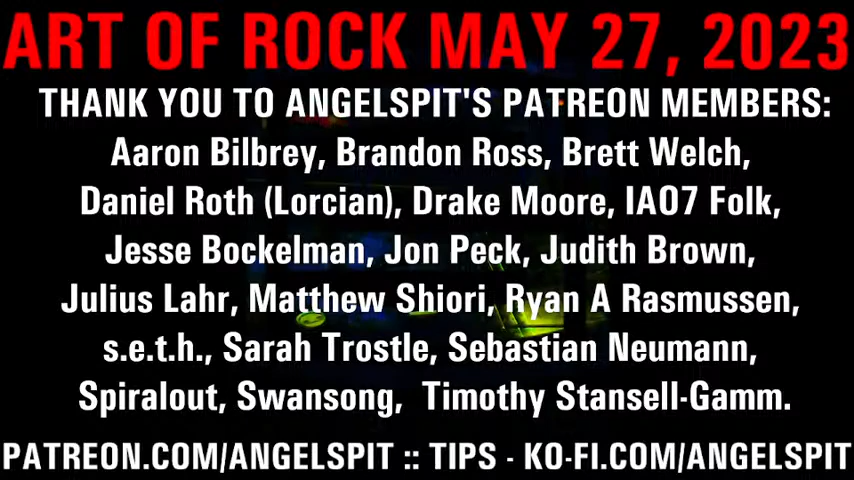 ART OF ROCK MAY 27, 2023
THANK YOU TO ANGELSPIT'S PATREON MEMBERS:
Aaron Bilbrey, Brandon Ross, Brett Welch,
Daniel Roth (Lorcian), Drake Moore, IAO7 Folk,
Jesse Bockelman, Jon Peck, Judith Brown,
Julius Lahr, Matthew Shiori, Ryan A Rasmussen,
s.e.t.h., Sarah Trostle, Sebastian Neumann,
Spiralout, Swansong,  Timothy Stansell-Gamm.
PATREON.COM/ANGELSPIT :: TIPS - KO-FI.COM/ANGELSPIT